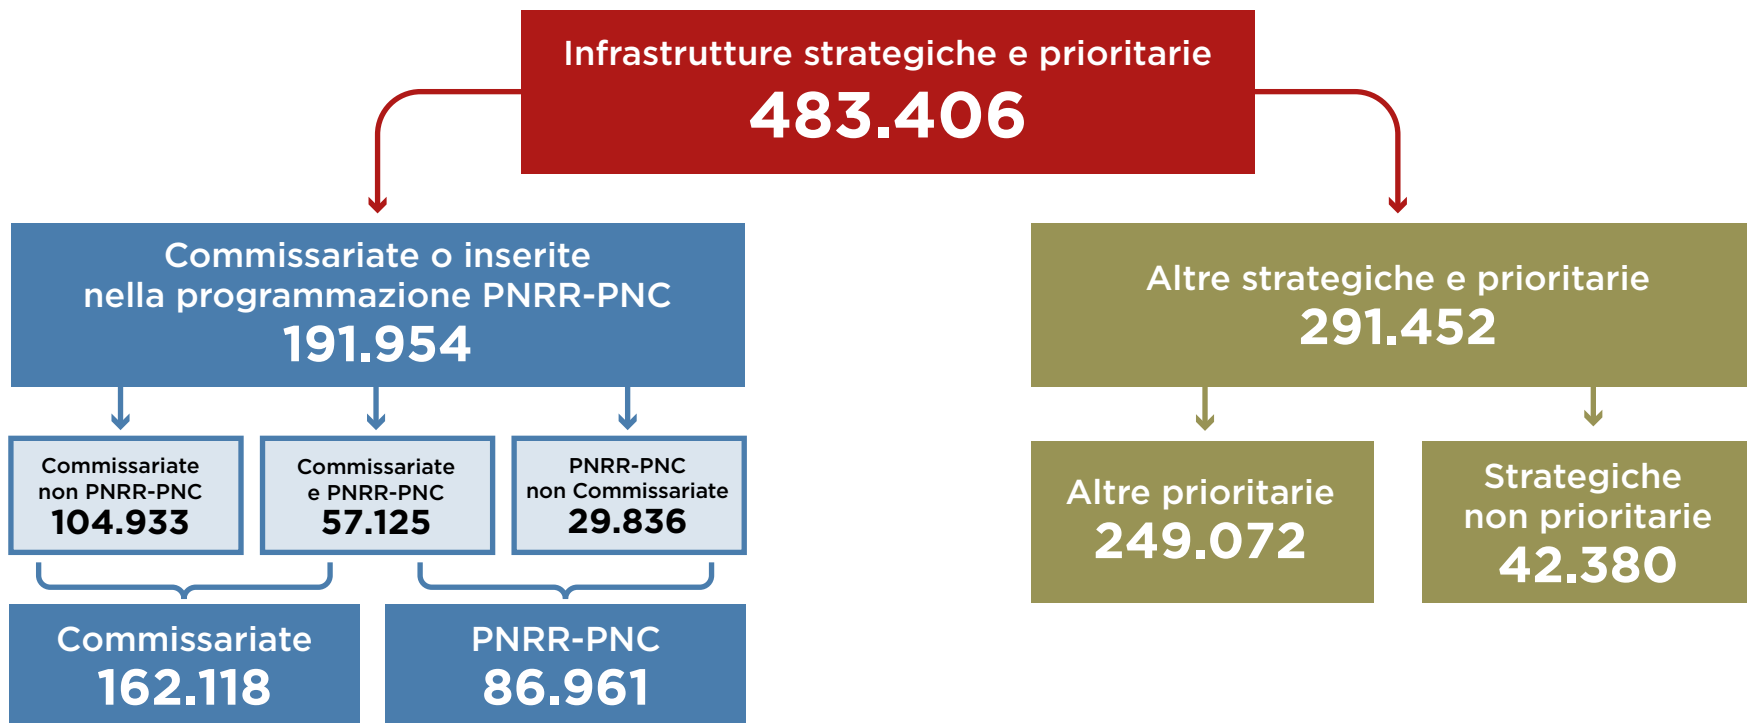 Infrastrutture strategiche e prioritarie
483.406
Commissariate o inserite
nella programmazione PNRR-PNC
191.954
Altre strategiche e prioritarie
291.452
Commissariate
non PNRR-PNC
104.933
Commissariate
e PNRR-PNC
57.125
PNRR-PNC
non Commissariate
29.836
Altre prioritarie
249.072
Strategiche
non prioritarie
42.380
Commissariate
162.118
PNRR-PNC
86.961